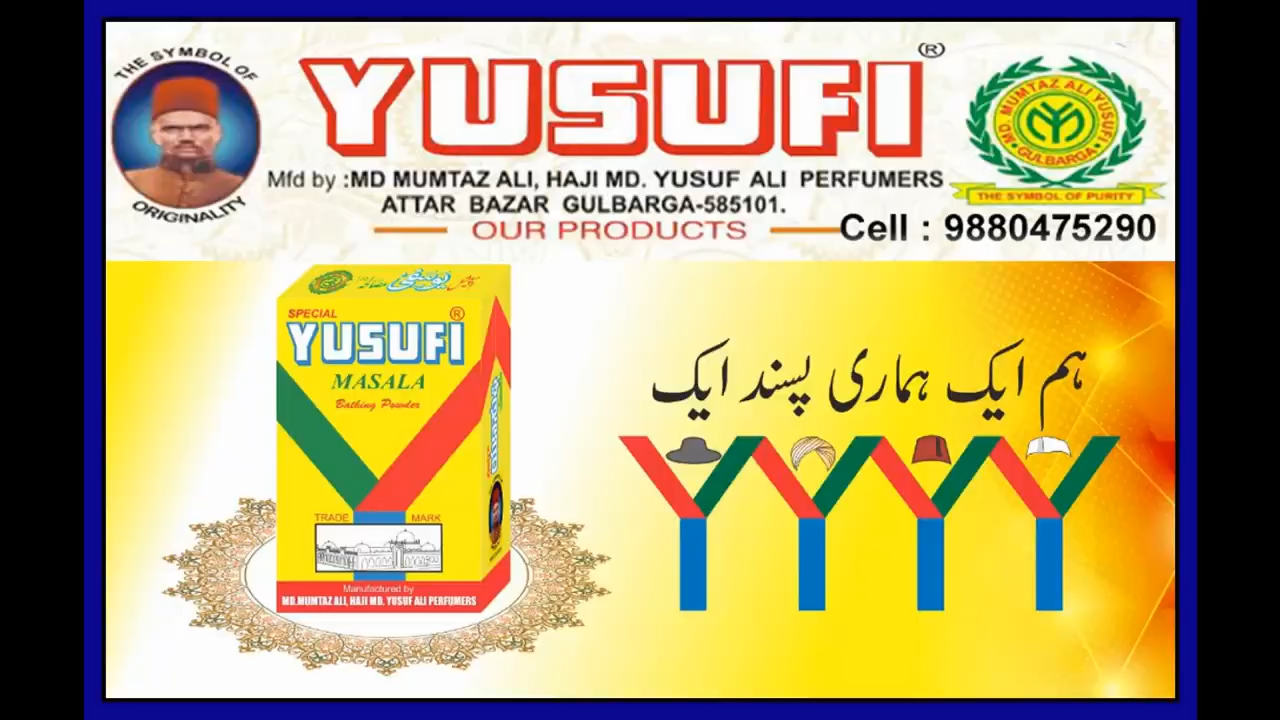 THE SYMBOL OF
ORIGINALITY
YUSUFI®
MD. MUMTAZ ALI YUSUFI
GULBARGA
THE SYMBOL OF PURITY
Mfd by :MD MUMTAZ ALI, HAJI MD. YUSUF ALI PERFUMERS
ATTAR BAZAR GULBARGA-585101.
OUR PRODUCTS
Cell : 9880475290
SPECIAL
YUSUFI®
MASALA
Bathing Powder
TRADE MARK
Manufactured by
MD.MUMTAZ ALI, HAJI MD. YUSUF ALI PERFUMERS
ہم ایک ہماری پسند ایک
YYYY